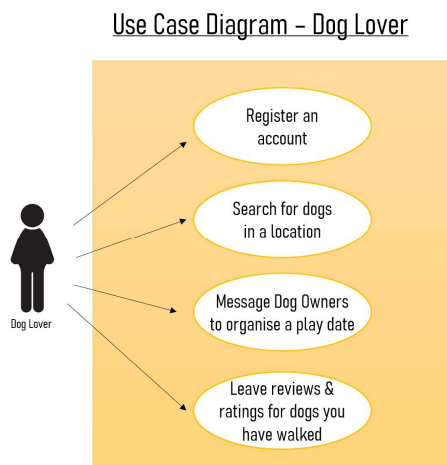 Use Case Diagram – Dog Lover
Register an
account
Search for dogs
in a location
Message Dog Owners
to organise a play date
Dog Lover
Leave reviews &
ratings for dogs you
have walked